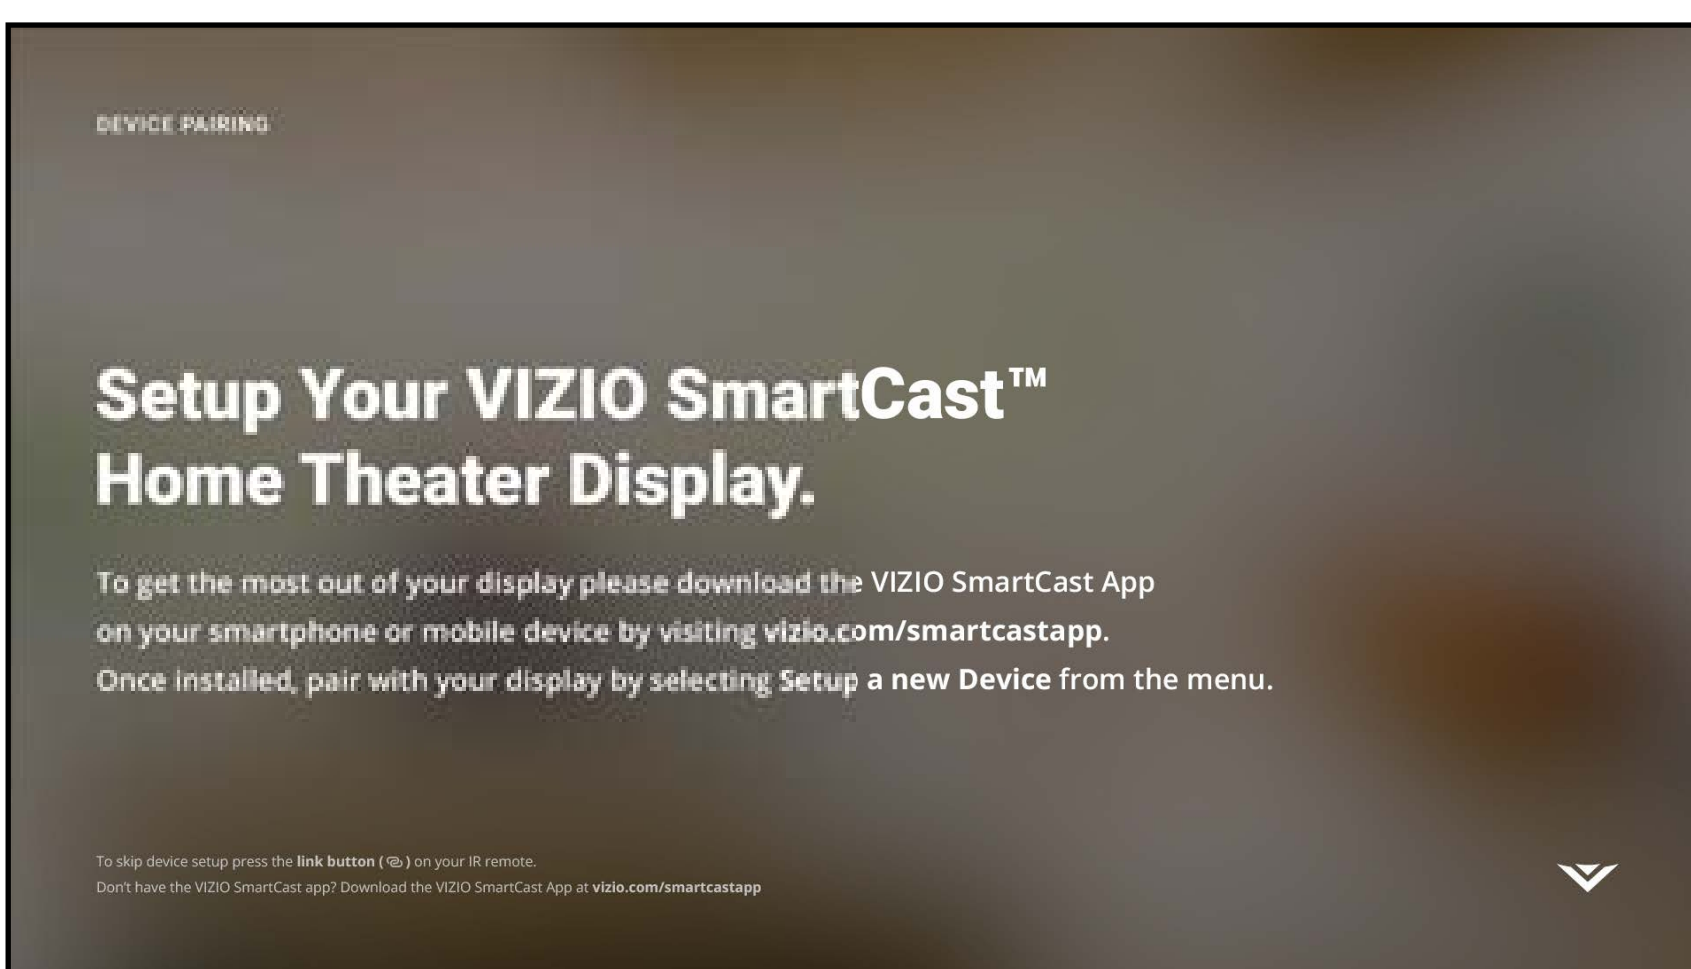 DEVICE PAIRING
Setup Your VIZIO SmartCast™
Home Theater Display.
To get the most out of your display please download the VIZIO SmartCast App
on your smartphone or mobile device by visiting vizio.com/smartcastapp.
Once installed, pair with your display by selecting Setup a new Device from the menu.
To skip device setup press the link button ( ) on your IR remote.
Don't have the VIZIO SmartCast app? Download the VIZIO SmartCast App at vizio.com/smartcastapp